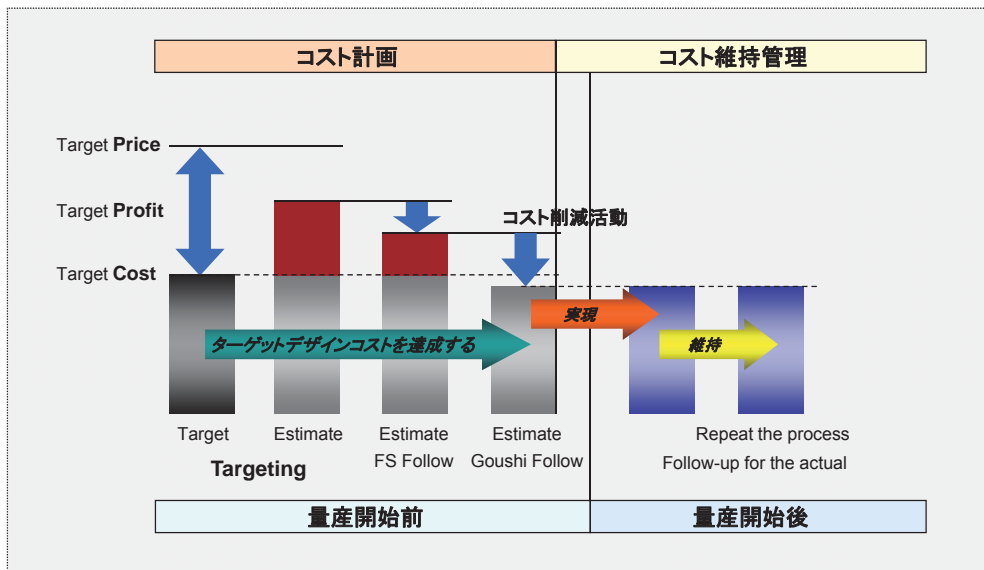 コスト計画
コスト維持管理
Target Price
Target Profit
コスト削減活動
Target Cost
実現
ターゲットデザインコストを達成する
維持
Target
Estimate
Estimate
Estimate
Repeat the process
FS Follow
Goushi Follow
Follow-up for the actual
Targeting
量産開始前
量産開始後